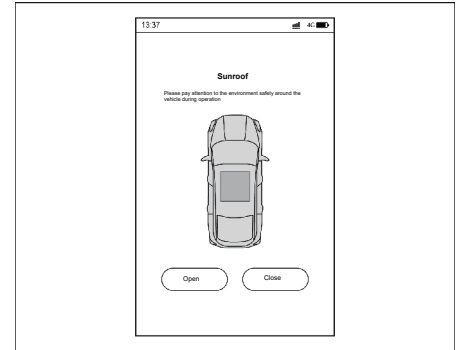 13:37 4G
Sunroof
Please pay attention to the environment safety around the
vehicle during operation
Open Close